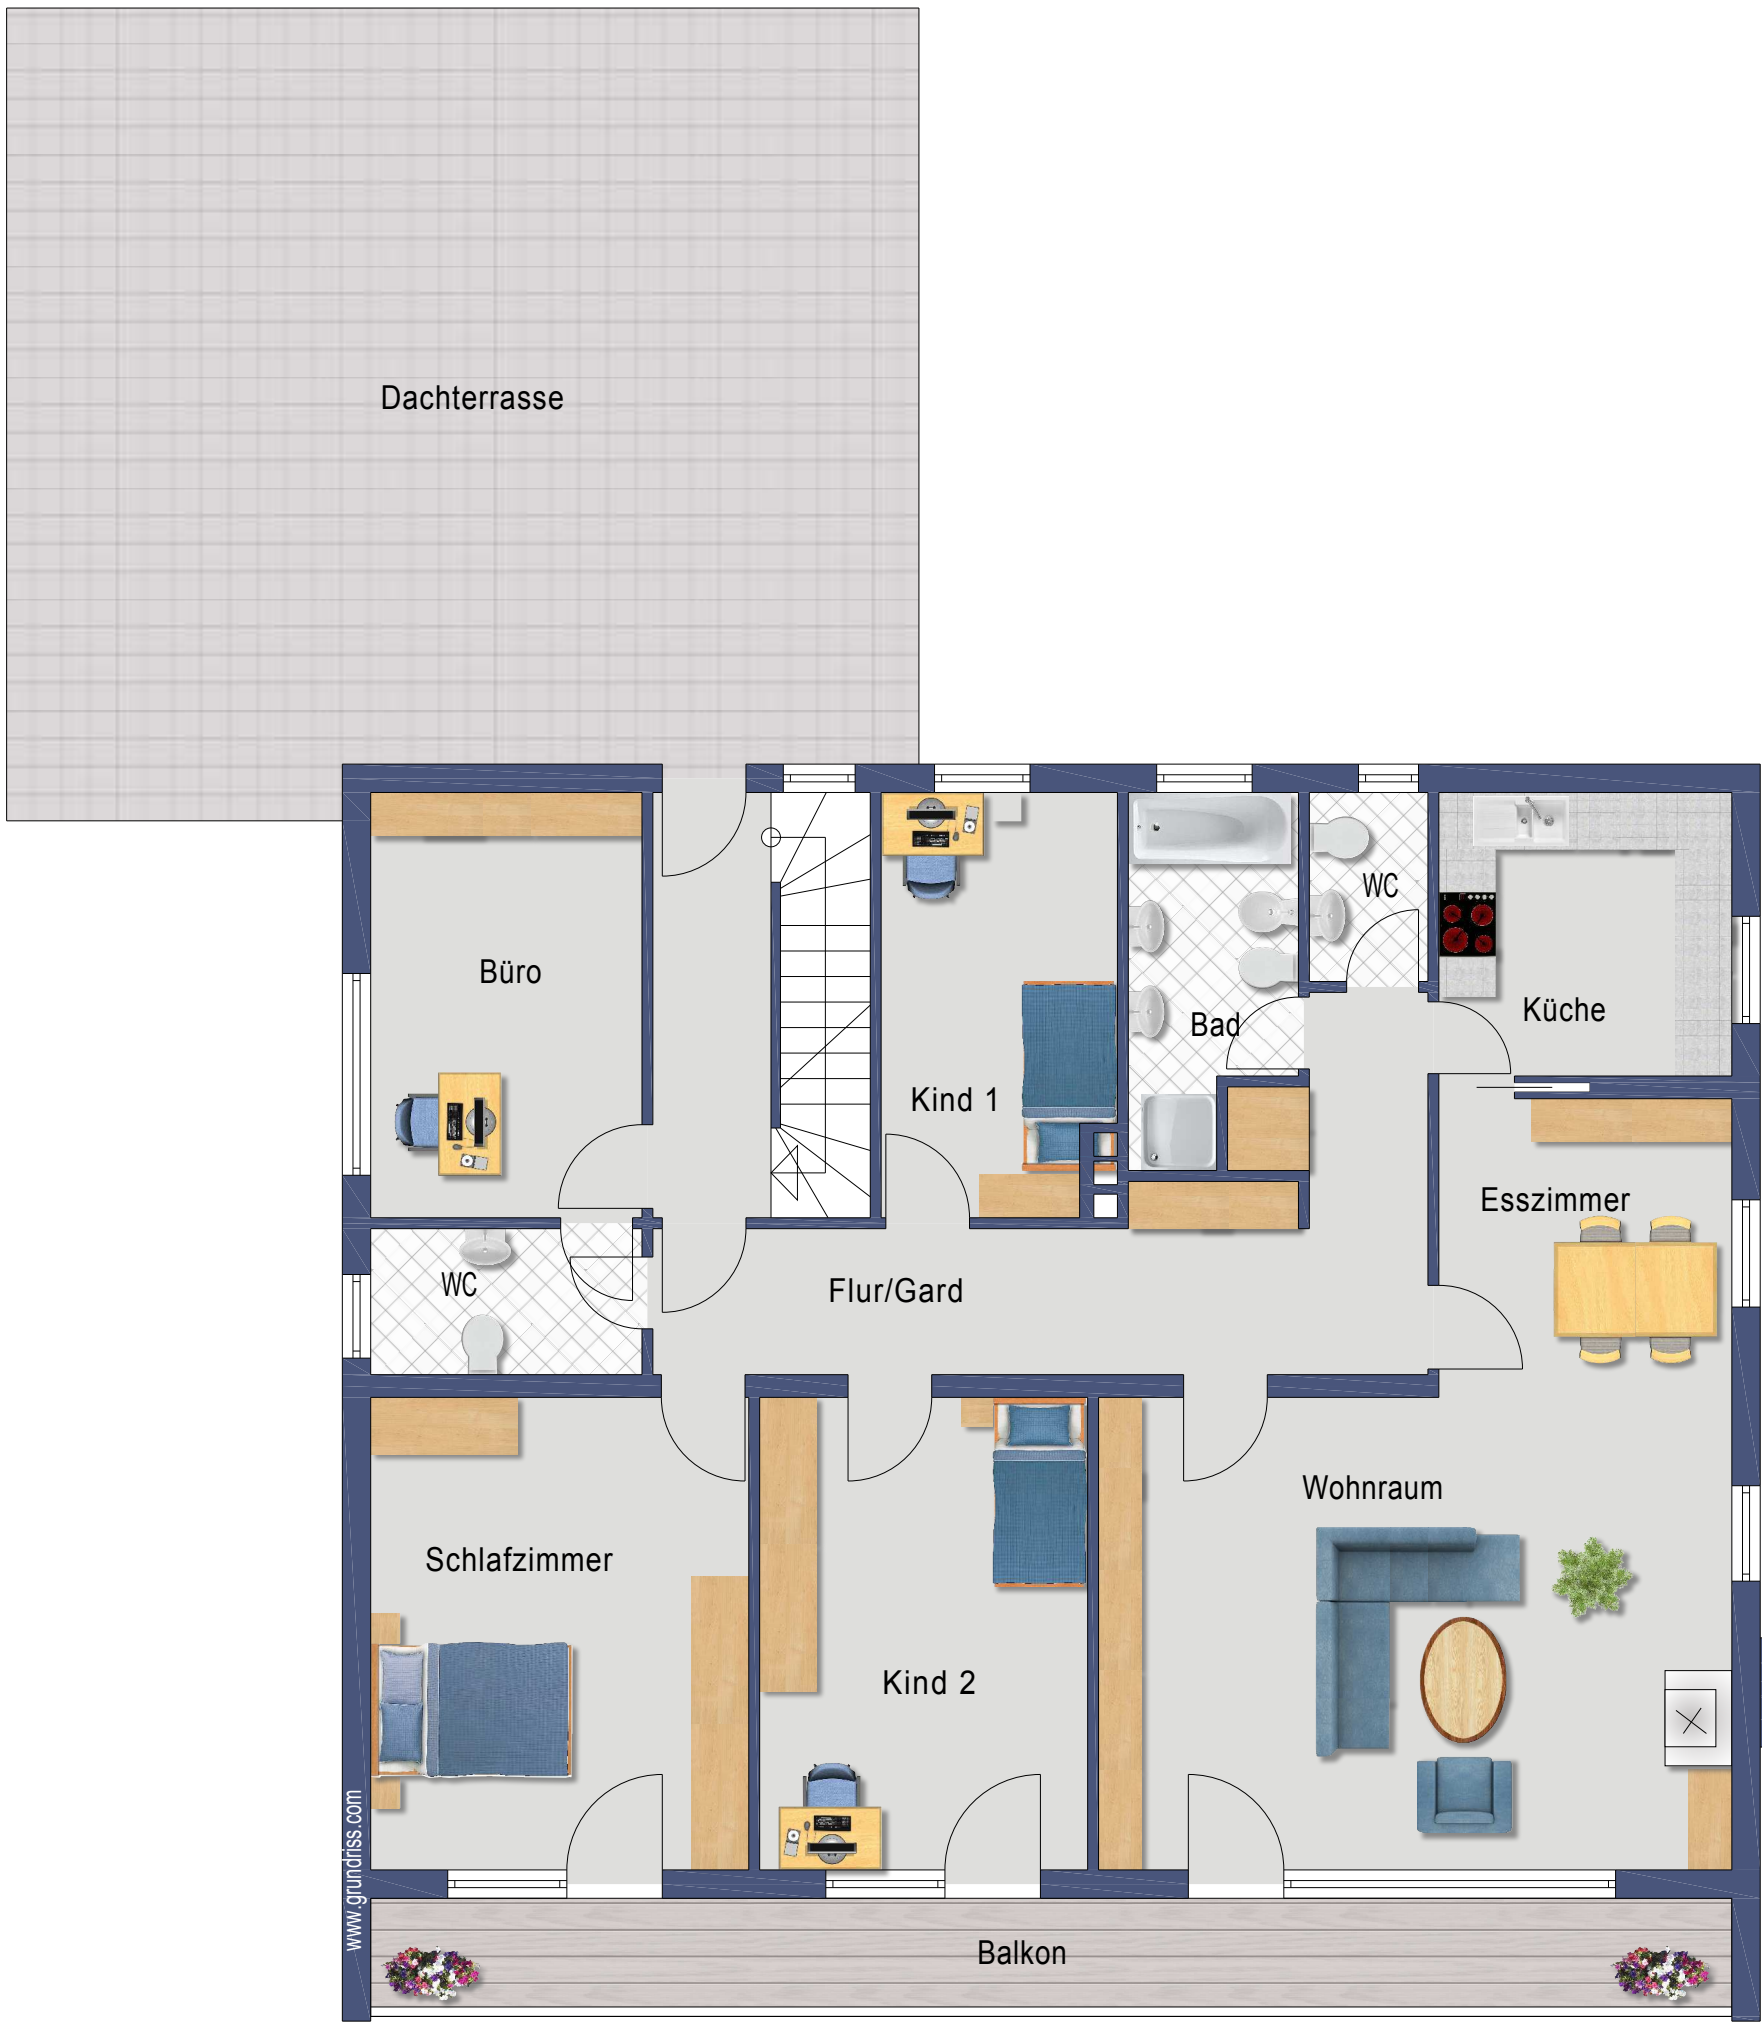 Dachterrasse
WC
Büro
Küche
Bad
Kind 1
Esszimmer
WC
Flur/Gard
Wohnraum
Schlafzimmer
Kind 2
www.grundriss.com
Balkon